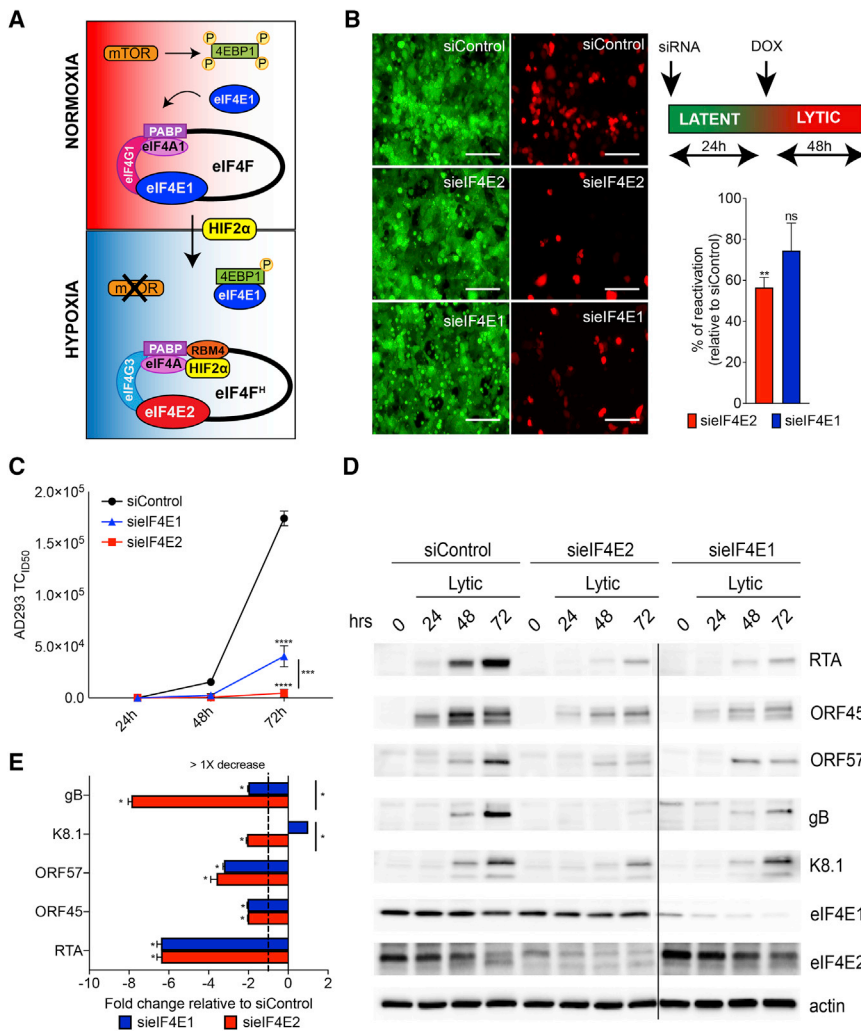 A
NORMOXIA
mTOR
P
P
4EBP1
P
P
eIF4E1
PABP
eIF4A1
eIF4G1
eIF4F
eIF4E1
HIF2α
HYPOXIA
mTOR
P
4EBP1
eIF4E1
PABP
RBM4
eIF4A
HIF2α
eIF4G3
eIF4Fᴴ
eIF4E2
B
siControl
siControl
sieIF4E2
sieIF4E2
sieIF4E1
sieIF4E1
siRNA
DOX
LATENT
LYTIC
24h
48h
% of reactivation
(relative to siControl)
100
80
60
40
20
0
**
ns
sieIF4E2
sieIF4E1
C
AD293 TCID50
2.0×10⁵
1.5×10⁵
1.0×10⁵
5.0×10⁴
0.0
siControl
sieIF4E1
sieIF4E2
****
***
****
24h
48h
72h
D
siControl
sieIF4E2
sieIF4E1
Lytic
Lytic
Lytic
hrs
0
24
48
72
0
24
48
72
0
24
48
72
RTA
ORF45
ORF57
gB
K8.1
eIF4E1
eIF4E2
actin
E
> 1X decrease
gB
*
*
*
K8.1
*
*
ORF57
*
*
ORF45
*
*
RTA
*
*
-10
-8
-6
-4
-2
0
2
Fold change relative to siControl
sieIF4E1
sieIF4E2